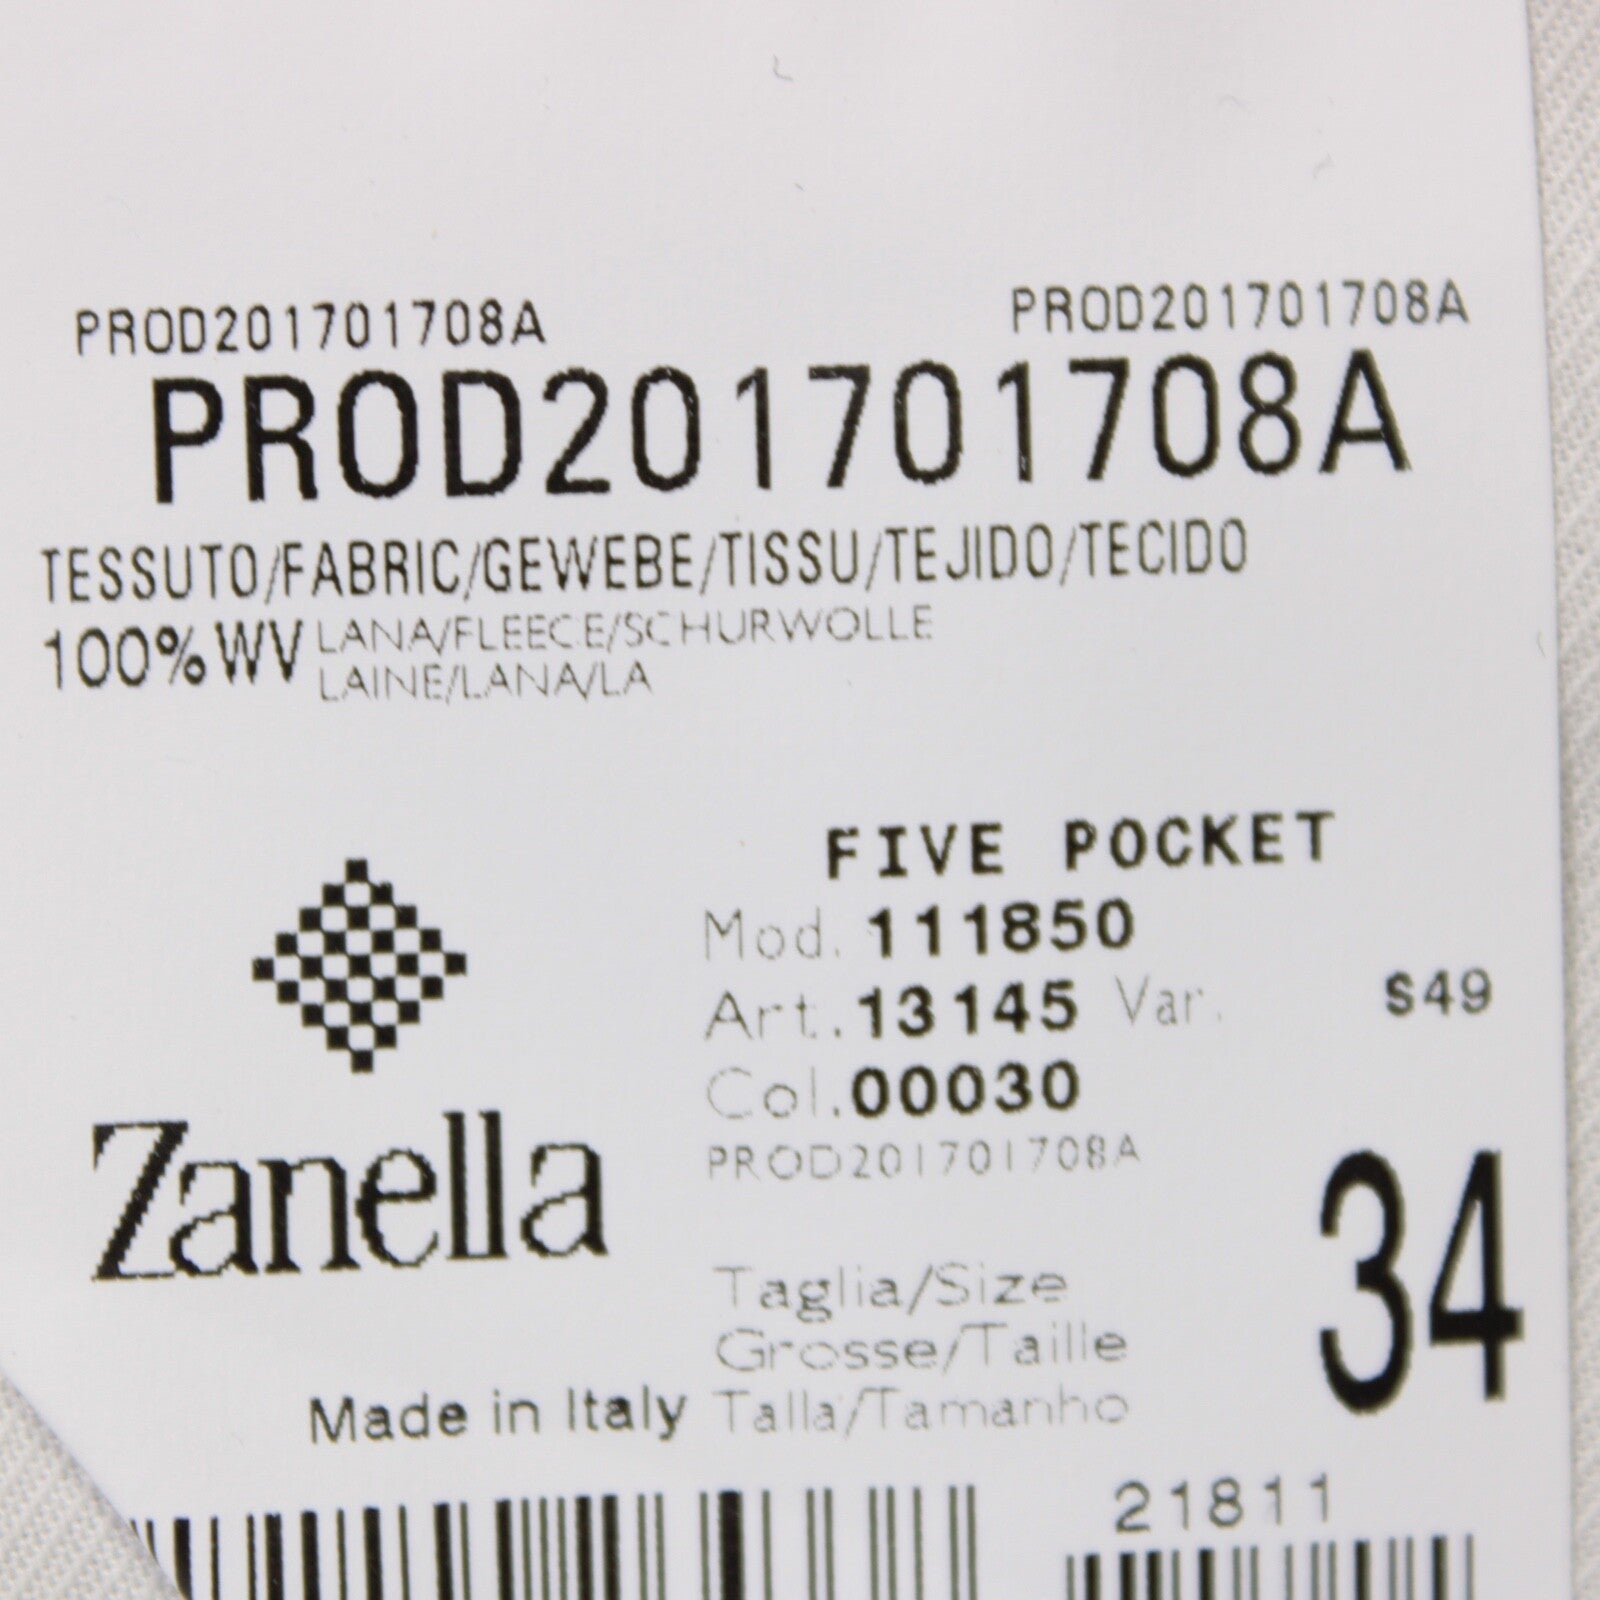 PROD201701708A PROD201701708A
PROD201701708A
TESSUTO/FABRIC/GEWEBE/TISSU/TEJIDO/TECIDO
100% WV LANA/FLEECE/SCHURWOLLE
LAINE/LANA/LA
FIVE POCKET
Mod. 111850
Art. 13145 Var. S49
Col. 00030
PROD201701708A
Zanella
Taglia/Size
Grosse/Taille
Talla/Tamanho
34
Made in Italy
21811